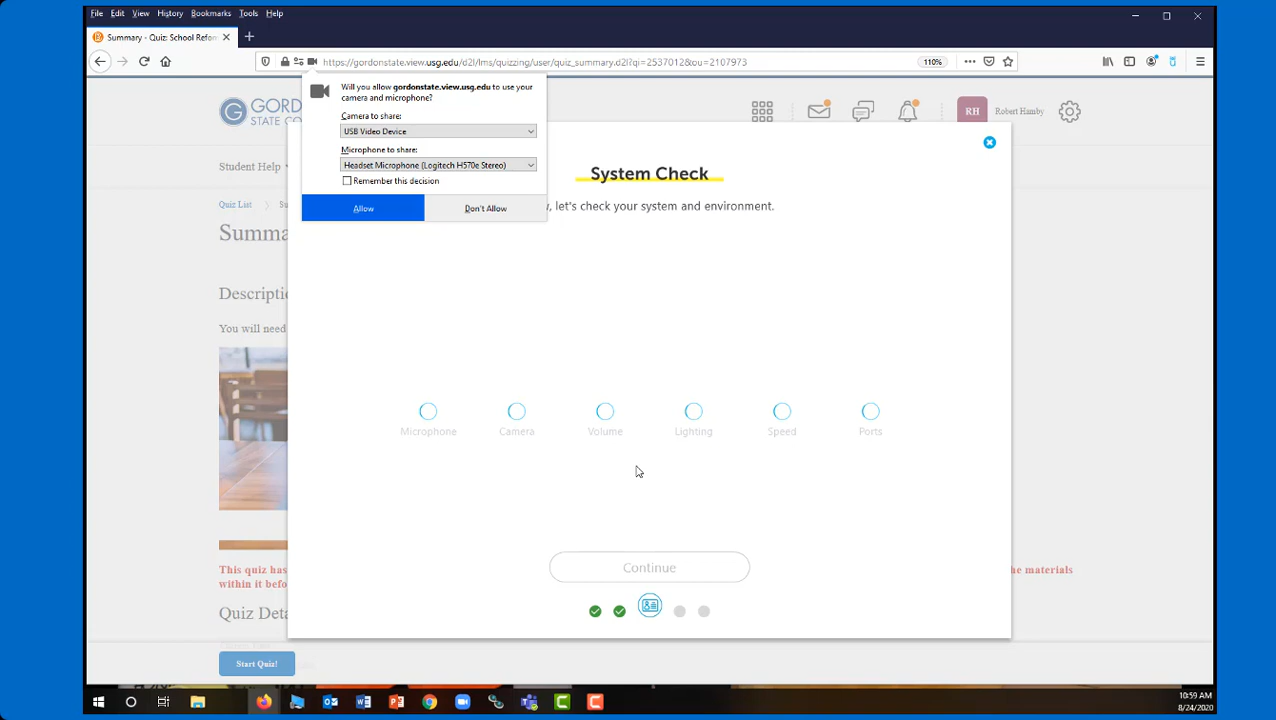 File Edit View History Bookmarks Tools Help
Summary - Quiz: School Refor
https://gordonstate.view.usg.edu/d2l/lms/quizzing/user/quiz_summary.d2l?qi=2537012&ou=2107973
110%
Will you allow gordonstate.view.usg.edu to use your
camera and microphone?
Camera to share:
USB Video Device
Microphone to share:
Headset Microphone (Logitech H570e Stereo)
Remember this decision
Allow Don't Allow
G GORD
STATE CO
RH Robert Hamby
Student Help
System Check
let's check your system and environment.
Quiz List
Summa
Descripti
You will need
Microphone Camera Volume Lighting Speed Ports
Continue
This quiz has
within it befo
he materials
Quiz Deta
Start Quiz!
10:59 AM
8/24/2020